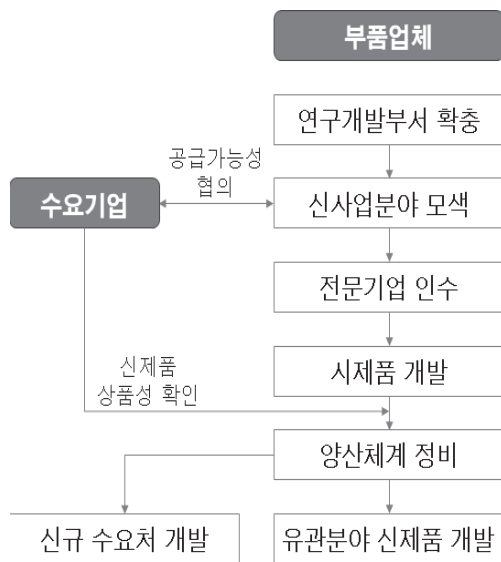 부품업체
연구개발부서 확충
공급가능성
협의
수요기업
신사업분야 모색
전문기업 인수
신제품
상품성 확인
시제품 개발
양산체계 정비
신규 수요처 개발
유관분야 신제품 개발